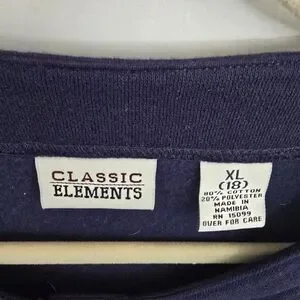 CLASSIC
ELEMENTS
XL
(18)
80% COTTON
20% POLYESTER
MADE IN
NAMIBIA
RN 15099
OVER FOR CARE